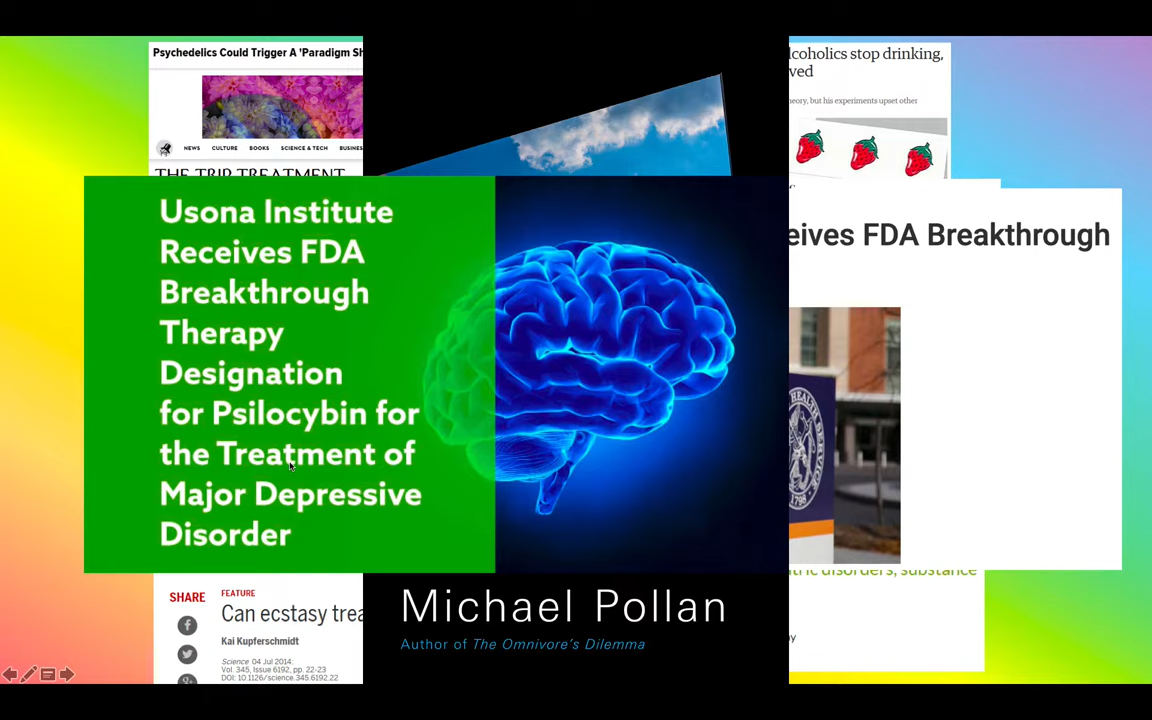 Psychedelics Could Trigger A 'Paradigm Sh
NEWS CULTURE BOOKS SCIENCE & TECH BUSINES
THE TRIP TREATMENT
lcoholics stop drinking,
ved
heory, but his experiments upset other
Usona Institute
Receives FDA
Breakthrough
Therapy
Designation
for Psilocybin for
the Treatment of
Major Depressive
Disorder
eives FDA Breakthrough
HEALTH SERVICE
1798
tric disorders, substance
ay
SHARE
FEATURE
Can ecstasy trea
Kai Kupferschmidt
Science 04 Jul 2014:
Vol. 345, Issue 6192, pp. 22-23
DOI: 10.1126/science.345.6192.22
Michael Pollan
Author of The Omnivore's Dilemma